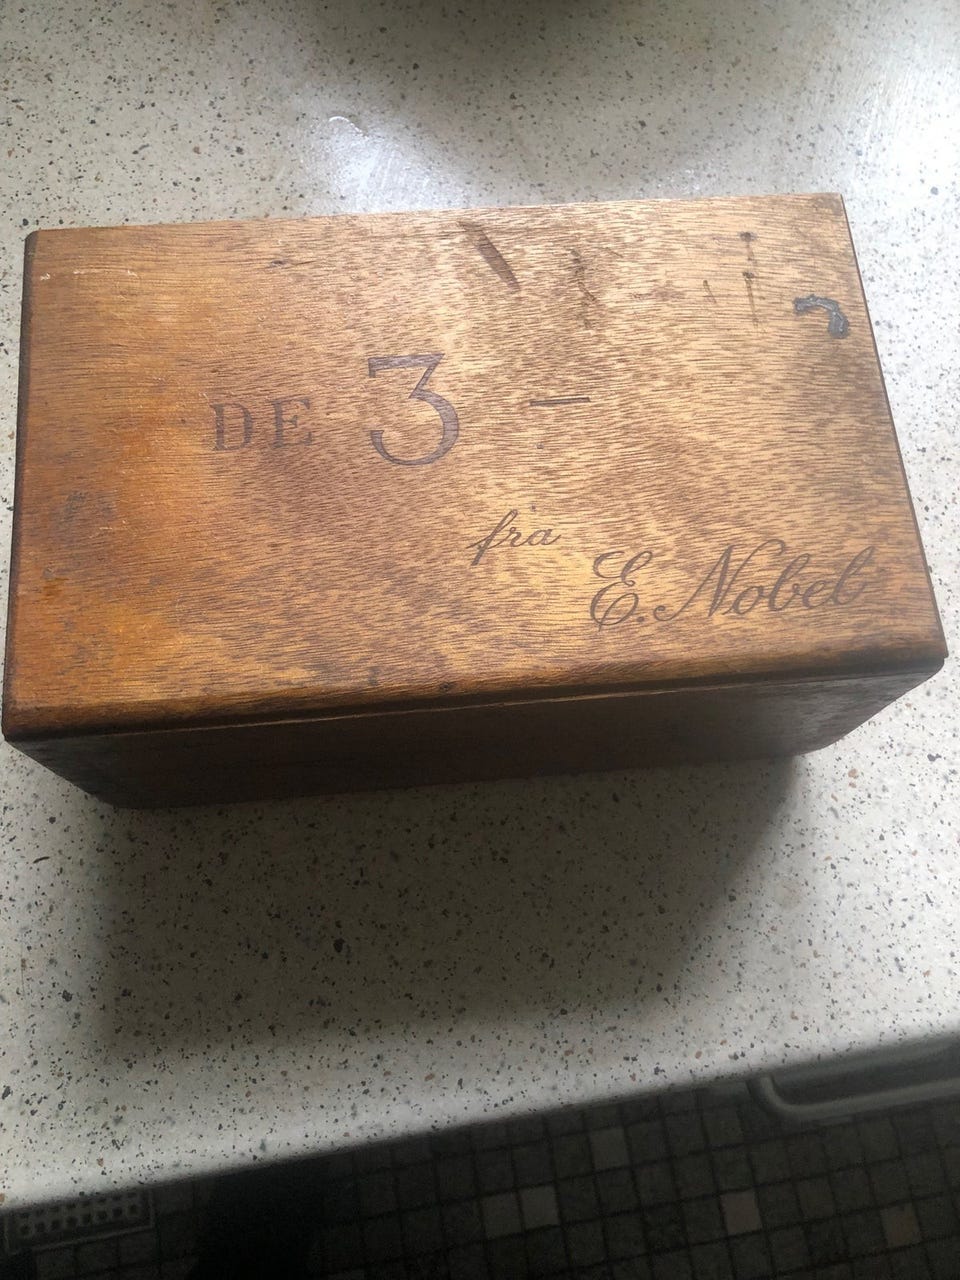 DE 3 –
fra
E. Nobel